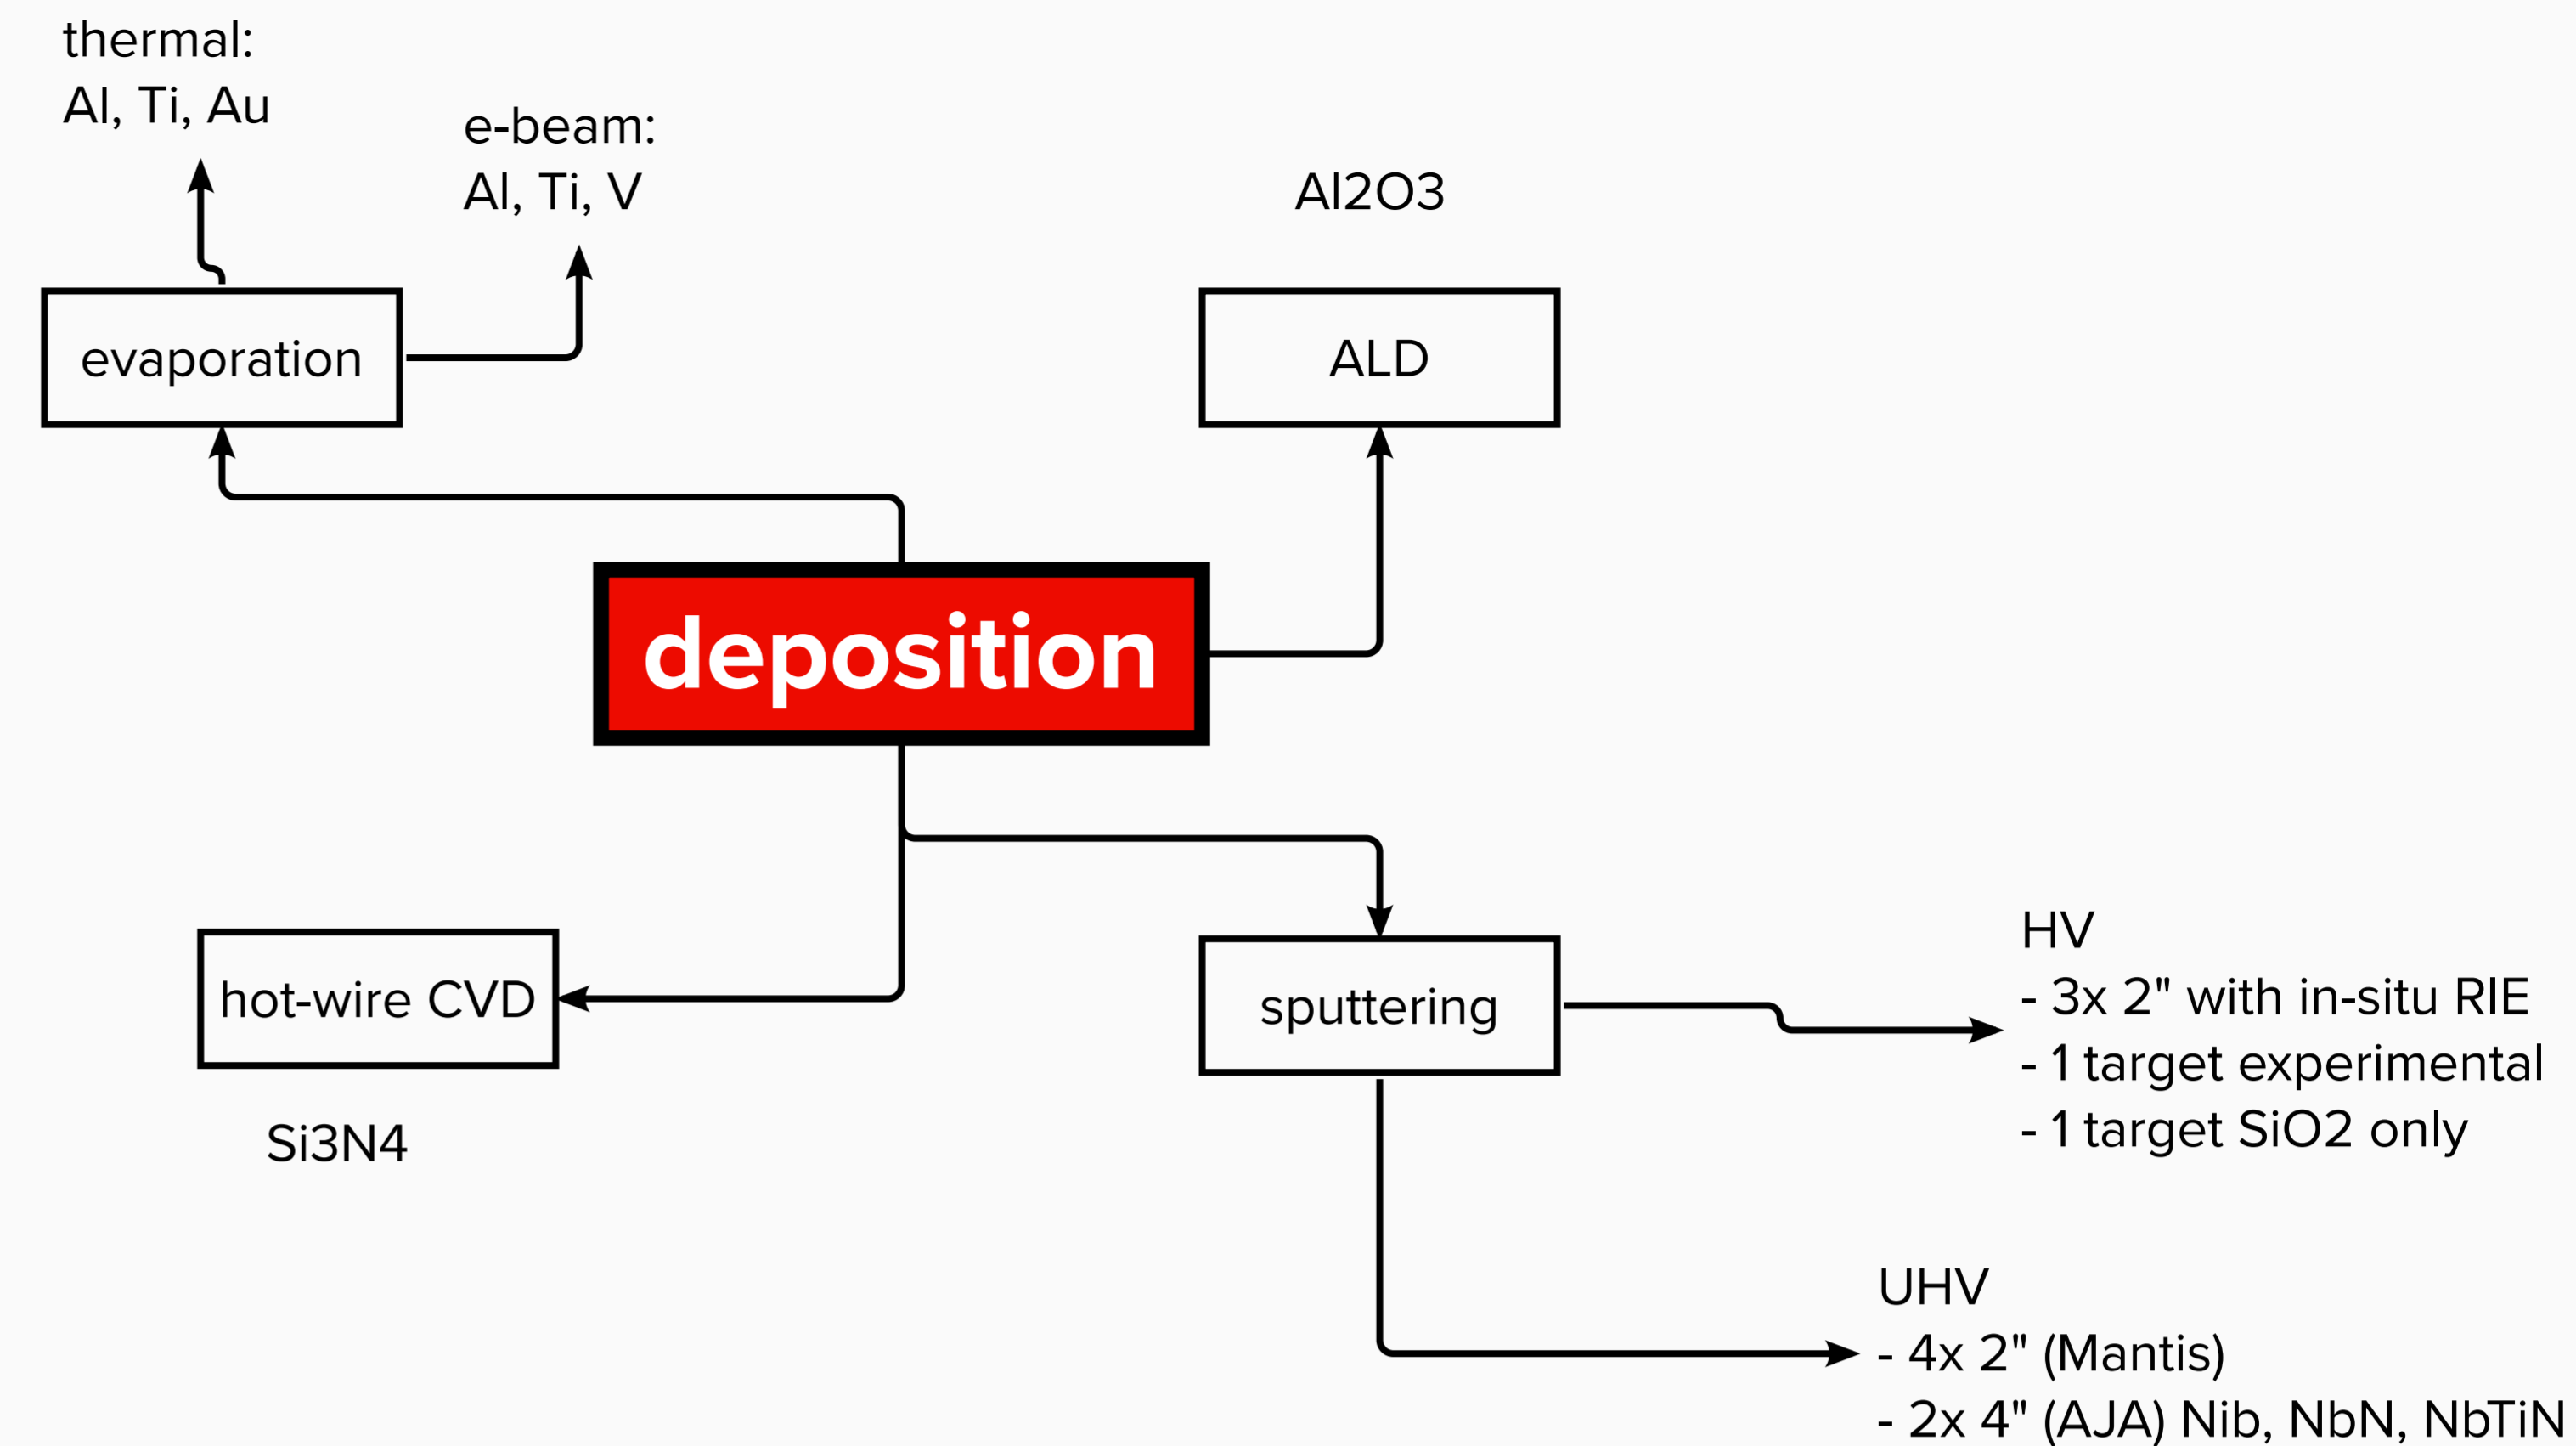 thermal:
Al, Ti, Au
e-beam:
Al, Ti, V
Al2O3
evaporation
ALD
deposition
hot-wire CVD
Si3N4
sputtering
HV
- 3x 2" with in-situ RIE
- 1 target experimental
- 1 target SiO2 only
UHV
- 4x 2" (Mantis)
- 2x 4" (AJA) Nib, NbN, NbTiN